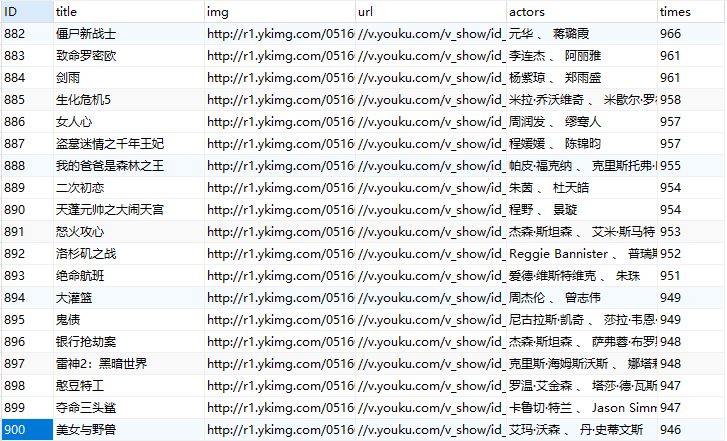 ID title img url actors times
882 僵尸新战士 http://r1.ykimg.com/0516 //v.youku.com/v_show/id_ 元华 、 蒋璐霞 966
883 致命罗密欧 http://r1.ykimg.com/0516 //v.youku.com/v_show/id_ 李连杰 、 阿丽雅 961
884 剑雨 http://r1.ykimg.com/0516 //v.youku.com/v_show/id_ 杨紫琼 、 郑雨盛 961
885 生化危机5 http://r1.ykimg.com/0516 //v.youku.com/v_show/id_ 米拉·乔沃维奇 、 米歇尔·罗 958
886 女人心 http://r1.ykimg.com/0516 //v.youku.com/v_show/id_ 周润发 、 缪骞人 957
887 盗墓迷情之千年王妃 http://r1.ykimg.com/0516 //v.youku.com/v_show/id_ 程媛媛 、 陈锦昀 957
888 我的爸爸是森林之王 http://r1.ykimg.com/0516 //v.youku.com/v_show/id_ 帕皮·福克纳 、 克里斯托弗· 955
889 二次初恋 http://r1.ykimg.com/0516 //v.youku.com/v_show/id_ 朱茵 、 杜天皓 954
890 天蓬元帅之大闹天宫 http://r1.ykimg.com/0516 //v.youku.com/v_show/id_ 程野 、 景璇 954
891 怒火攻心 http://r1.ykimg.com/0516 //v.youku.com/v_show/id_ 杰森·斯坦森 、 艾米·斯马特 953
892 洛杉矶之战 http://r1.ykimg.com/0516 //v.youku.com/v_show/id_ Reggie Bannister 、 普瑞斯 952
893 绝命航班 http://r1.ykimg.com/0516 //v.youku.com/v_show/id_ 爱德·维斯特维克 、 朱珠 951
894 大灌篮 http://r1.ykimg.com/0516 //v.youku.com/v_show/id_ 周杰伦 、 曾志伟 949
895 鬼债 http://r1.ykimg.com/0516 //v.youku.com/v_show/id_ 尼古拉斯·凯奇 、 莎拉·韦恩 949
896 银行抢劫案 http://r1.ykimg.com/0516 //v.youku.com/v_show/id_ 杰森·斯坦森 、 萨弗蓉·布罗 948
897 雷神2：黑暗世界 http://r1.ykimg.com/0516 //v.youku.com/v_show/id_ 克里斯·海姆斯沃斯 、 娜塔 948
898 憨豆特工 http://r1.ykimg.com/0516 //v.youku.com/v_show/id_ 罗温·艾金森 、 塔莎·德·瓦 947
899 夺命三头鲨 http://r1.ykimg.com/0516 //v.youku.com/v_show/id_ 卡鲁切·特兰 、 Jason Simm 947
900 美女与野兽 http://r1.ykimg.com/0516 //v.youku.com/v_show/id_ 艾玛·沃森 、 丹·史蒂文斯 946